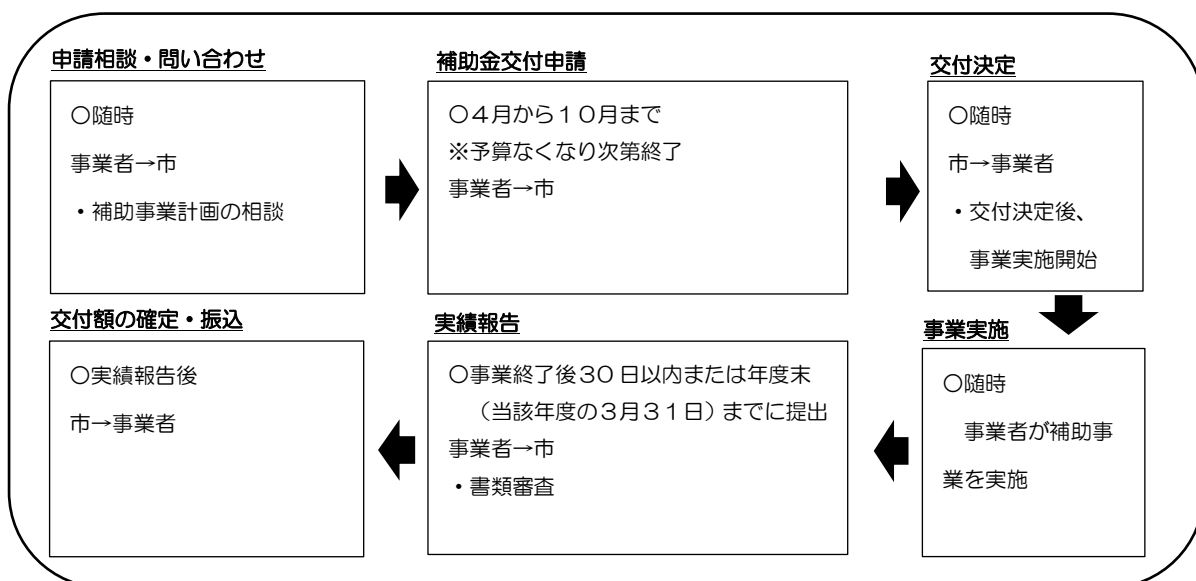 申請相談・問い合わせ
〇随時
事業者→市
・補助事業計画の相談
補助金交付申請
〇４月から１０月まで
※予算なくなり次第終了
事業者→市
交付決定
〇随時
市→事業者
・交付決定後、
事業実施開始
事業実施
〇随時
事業者が補助事
業を実施
実績報告
〇事業終了後30 日以内または年度末
（当該年度の３月３１日）までに提出
事業者→市
・書類審査
交付額の確定・振込
〇実績報告後
市→事業者